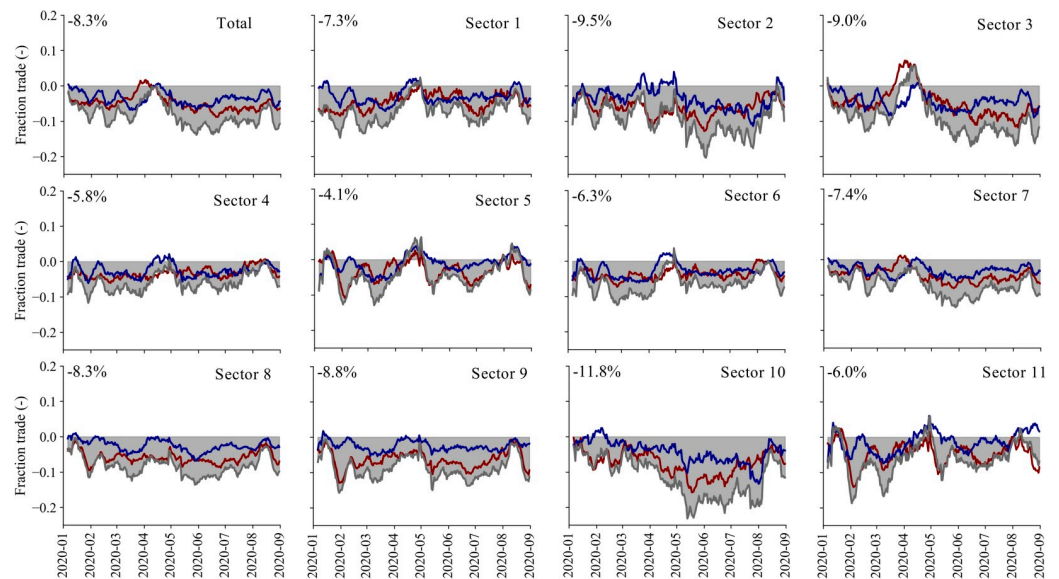 -8.3% Total
-7.3% Sector 1
-9.5% Sector 2
-9.0% Sector 3
Fraction trade (-)
0.2
0.1
0.0
−0.1
−0.2
-5.8% Sector 4
-4.1% Sector 5
-6.3% Sector 6
-7.4% Sector 7
Fraction trade (-)
0.2
0.1
0.0
−0.1
−0.2
-8.3% Sector 8
-8.8% Sector 9
-11.8% Sector 10
-6.0% Sector 11
Fraction trade (-)
0.2
0.1
0.0
−0.1
−0.2
2020-01 2020-02 2020-03 2020-04 2020-05 2020-06 2020-07 2020-08 2020-09
2020-01 2020-02 2020-03 2020-04 2020-05 2020-06 2020-07 2020-08 2020-09
2020-01 2020-02 2020-03 2020-04 2020-05 2020-06 2020-07 2020-08 2020-09
2020-01 2020-02 2020-03 2020-04 2020-05 2020-06 2020-07 2020-08 2020-09